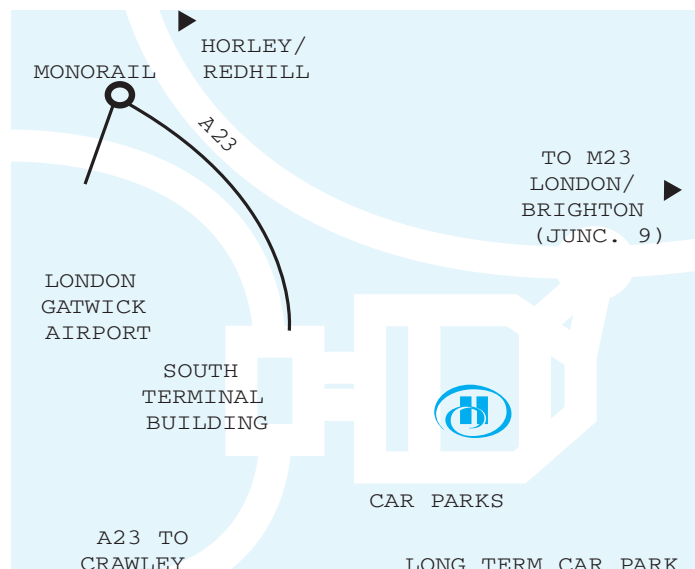 HORLEY/
REDHILL
MONORAIL
A23
TO M23
LONDON/
BRIGHTON
(JUNC. 9)
LONDON
GATWICK
AIRPORT
SOUTH
TERMINAL
BUILDING
H
CAR PARKS
A23 TO
CRAWLEY
LONG TERM CAR PARK